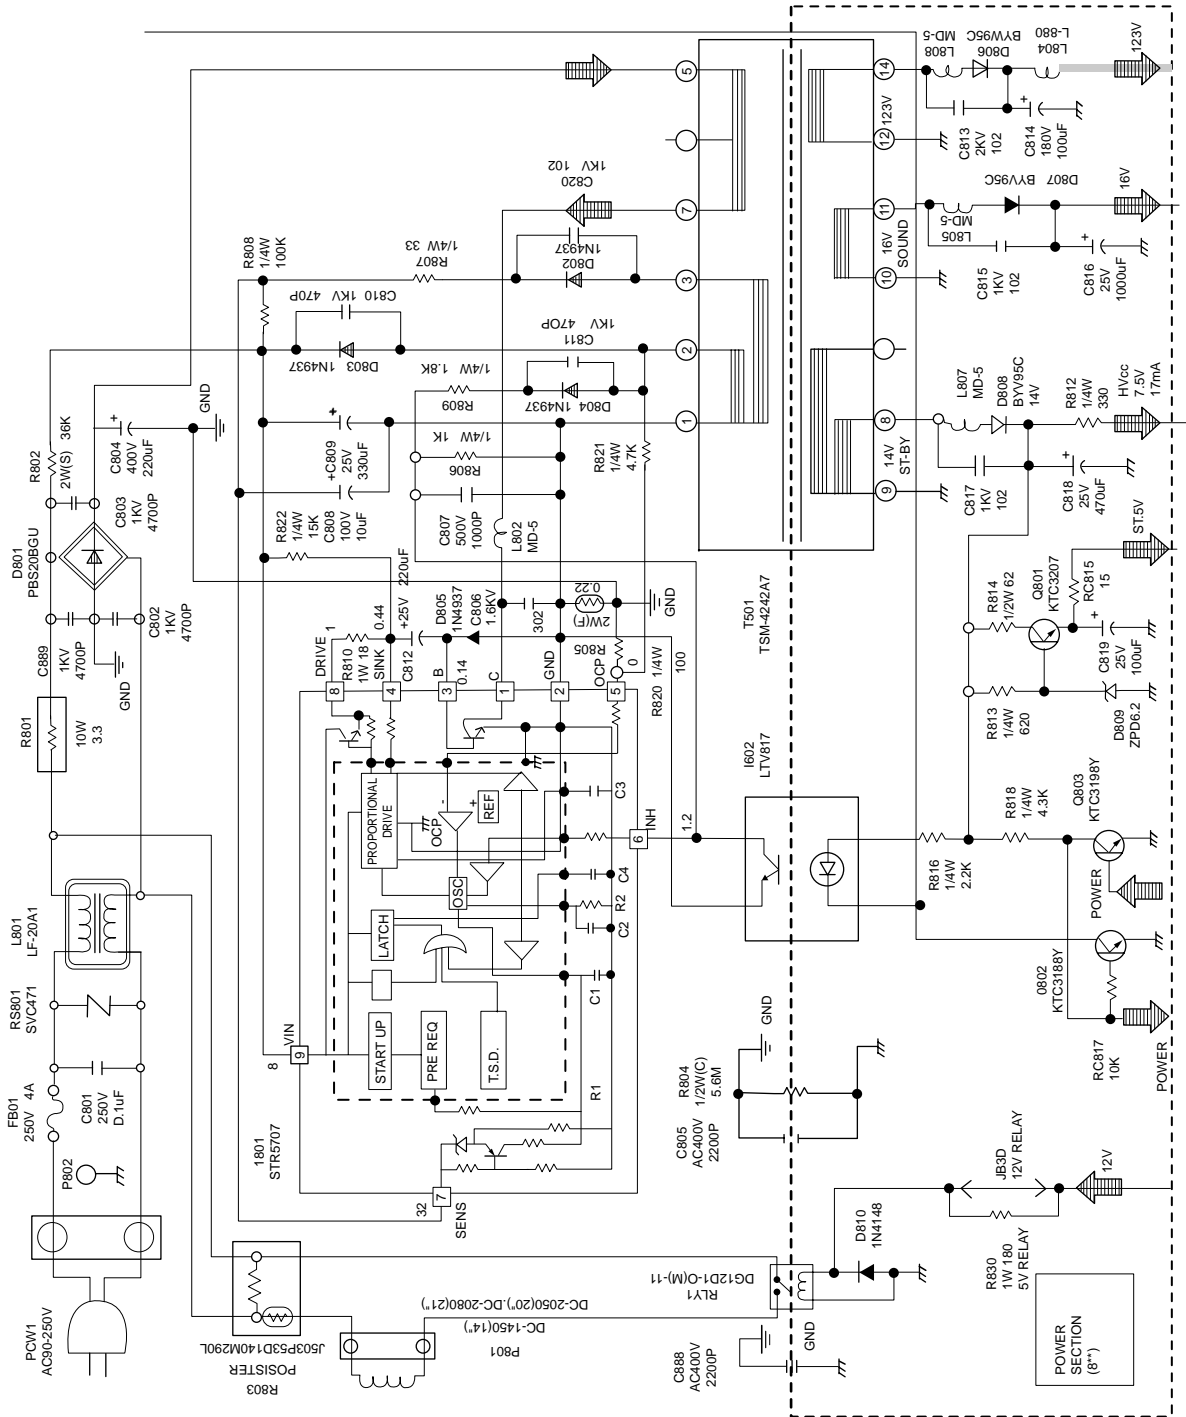 PCW1
AC90-250V
P802
FB01
250V 4A
C801
250V
D.1uF
RS801
SVC471
L801
LF-20A1
R801
10W
3.3
C889
1KV
4700P
GND
C802
1KV
4700P
D801
PBS20BGU
C803
1KV
4700P
R802
2W(S)
36K
C804
400V
220uF
GND
R803
POSISTER
J503P53D140M290L
P801
DC-1450(14")
DC-2050(20"),DC-2080(21")
1801
STR5707
32
7
SENS
8
9
VIN
START UP
PRE REQ
T.S.D.
LATCH
OSC
PROPORTIONAL
DRIVE
OCP
-
+
REF
R1
C1
C2
R2
C4
C3
6
INH
1.2
8
DRIVE
1
R810
1W 18
4
SINK
0.44
C812
+25V
220uF
3
B
0.14
D805
1N4937
1
C
C806
1.6KV
302
2
GND
5
OCP
0
R805
2W(F)
0.22
R820
1/4W
100
GND
R822
1/4W
15K
C808
100V
10uF
+C809
25V
330uF
R808
1/4W
100K
C810 1KV
470P
D803
1N4937
R807
1/4W 33
C820
1KV 102
1N4937
D802
C811
1KV 47OP
D804
1N4937
R809
1/4W 1.8K
R806
1/4W 1K
C807
500V
1000P
L802
MD-5
R821
1/4W
4.7K
5
7
3
2
1
T501
TSM-4242A7
14
123V
12
11
16V
SOUND
10
8
14V
ST-BY
9
L808
MD-5
D806
BYW95C
L804
L-880
123V
C813
2KV
102
C814
180V
100uF
L805
MD-5
D807
BYV95C
16V
C815
1KV
102
C816
25V
1000uF
L807
MD-5
D808
BYV95C
14V
R812
1/4W
330
HVcc
7.5V
17mA
C817
1KV
102
C818
25V
470uF
ST.5V
R814
1/2W 62
Q801
KTC3207
RC815
15
C819
25V
100uF
R813
1/4W
620
D809
ZPD6.2
I602
LTV817
R816
1/4W
2.2K
R818
1/4W
4.3K
Q803
KTC3198Y
POWER
0802
KTC3188Y
RC817
10K
POWER
GND
R804
1/2W(C)
5.6M
C805
AC400V
2200P
RLY1
DG12D1-O(M)-11
D810
1N4148
JB3D
12V RELAY
12V
R830
1W 180
5V RELAY
C888
AC400V
2200P
GND
POWER
SECTION
(8**)